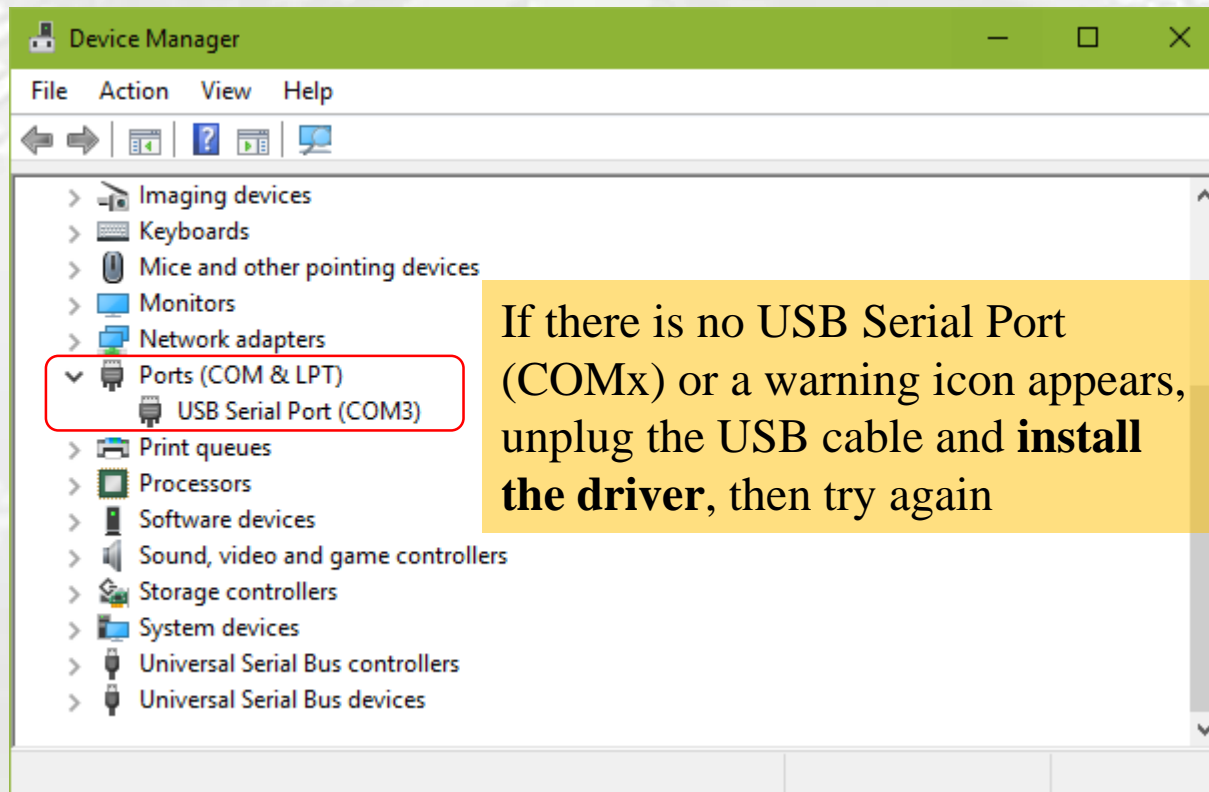 Device Manager
File Action View Help
Imaging devices
Keyboards
Mice and other pointing devices
Monitors
Network adapters
Ports (COM & LPT)
USB Serial Port (COM3)
Print queues
Processors
Software devices
Sound, video and game controllers
Storage controllers
System devices
Universal Serial Bus controllers
Universal Serial Bus devices
If there is no USB Serial Port
(COMx) or a warning icon appears,
unplug the USB cable and install
the driver, then try again